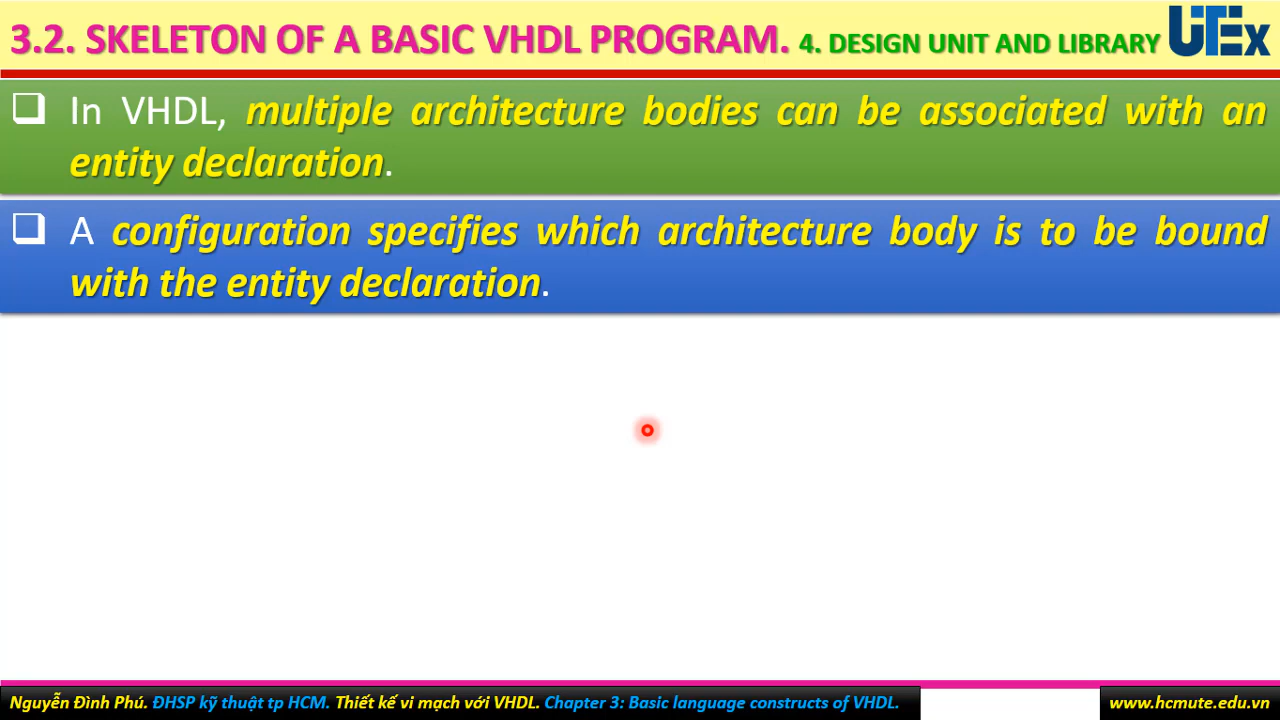 3.2. SKELETON OF A BASIC VHDL PROGRAM. 4. DESIGN UNIT AND LIBRARY UTEx
In VHDL, multiple architecture bodies can be associated with an
entity declaration.
A configuration specifies which architecture body is to be bound
with the entity declaration.
Nguyễn Đình Phú. ĐHSP kỹ thuật tp HCM. Thiết kế vi mạch với VHDL. Chapter 3: Basic language constructs of VHDL. www.hcmute.edu.vn